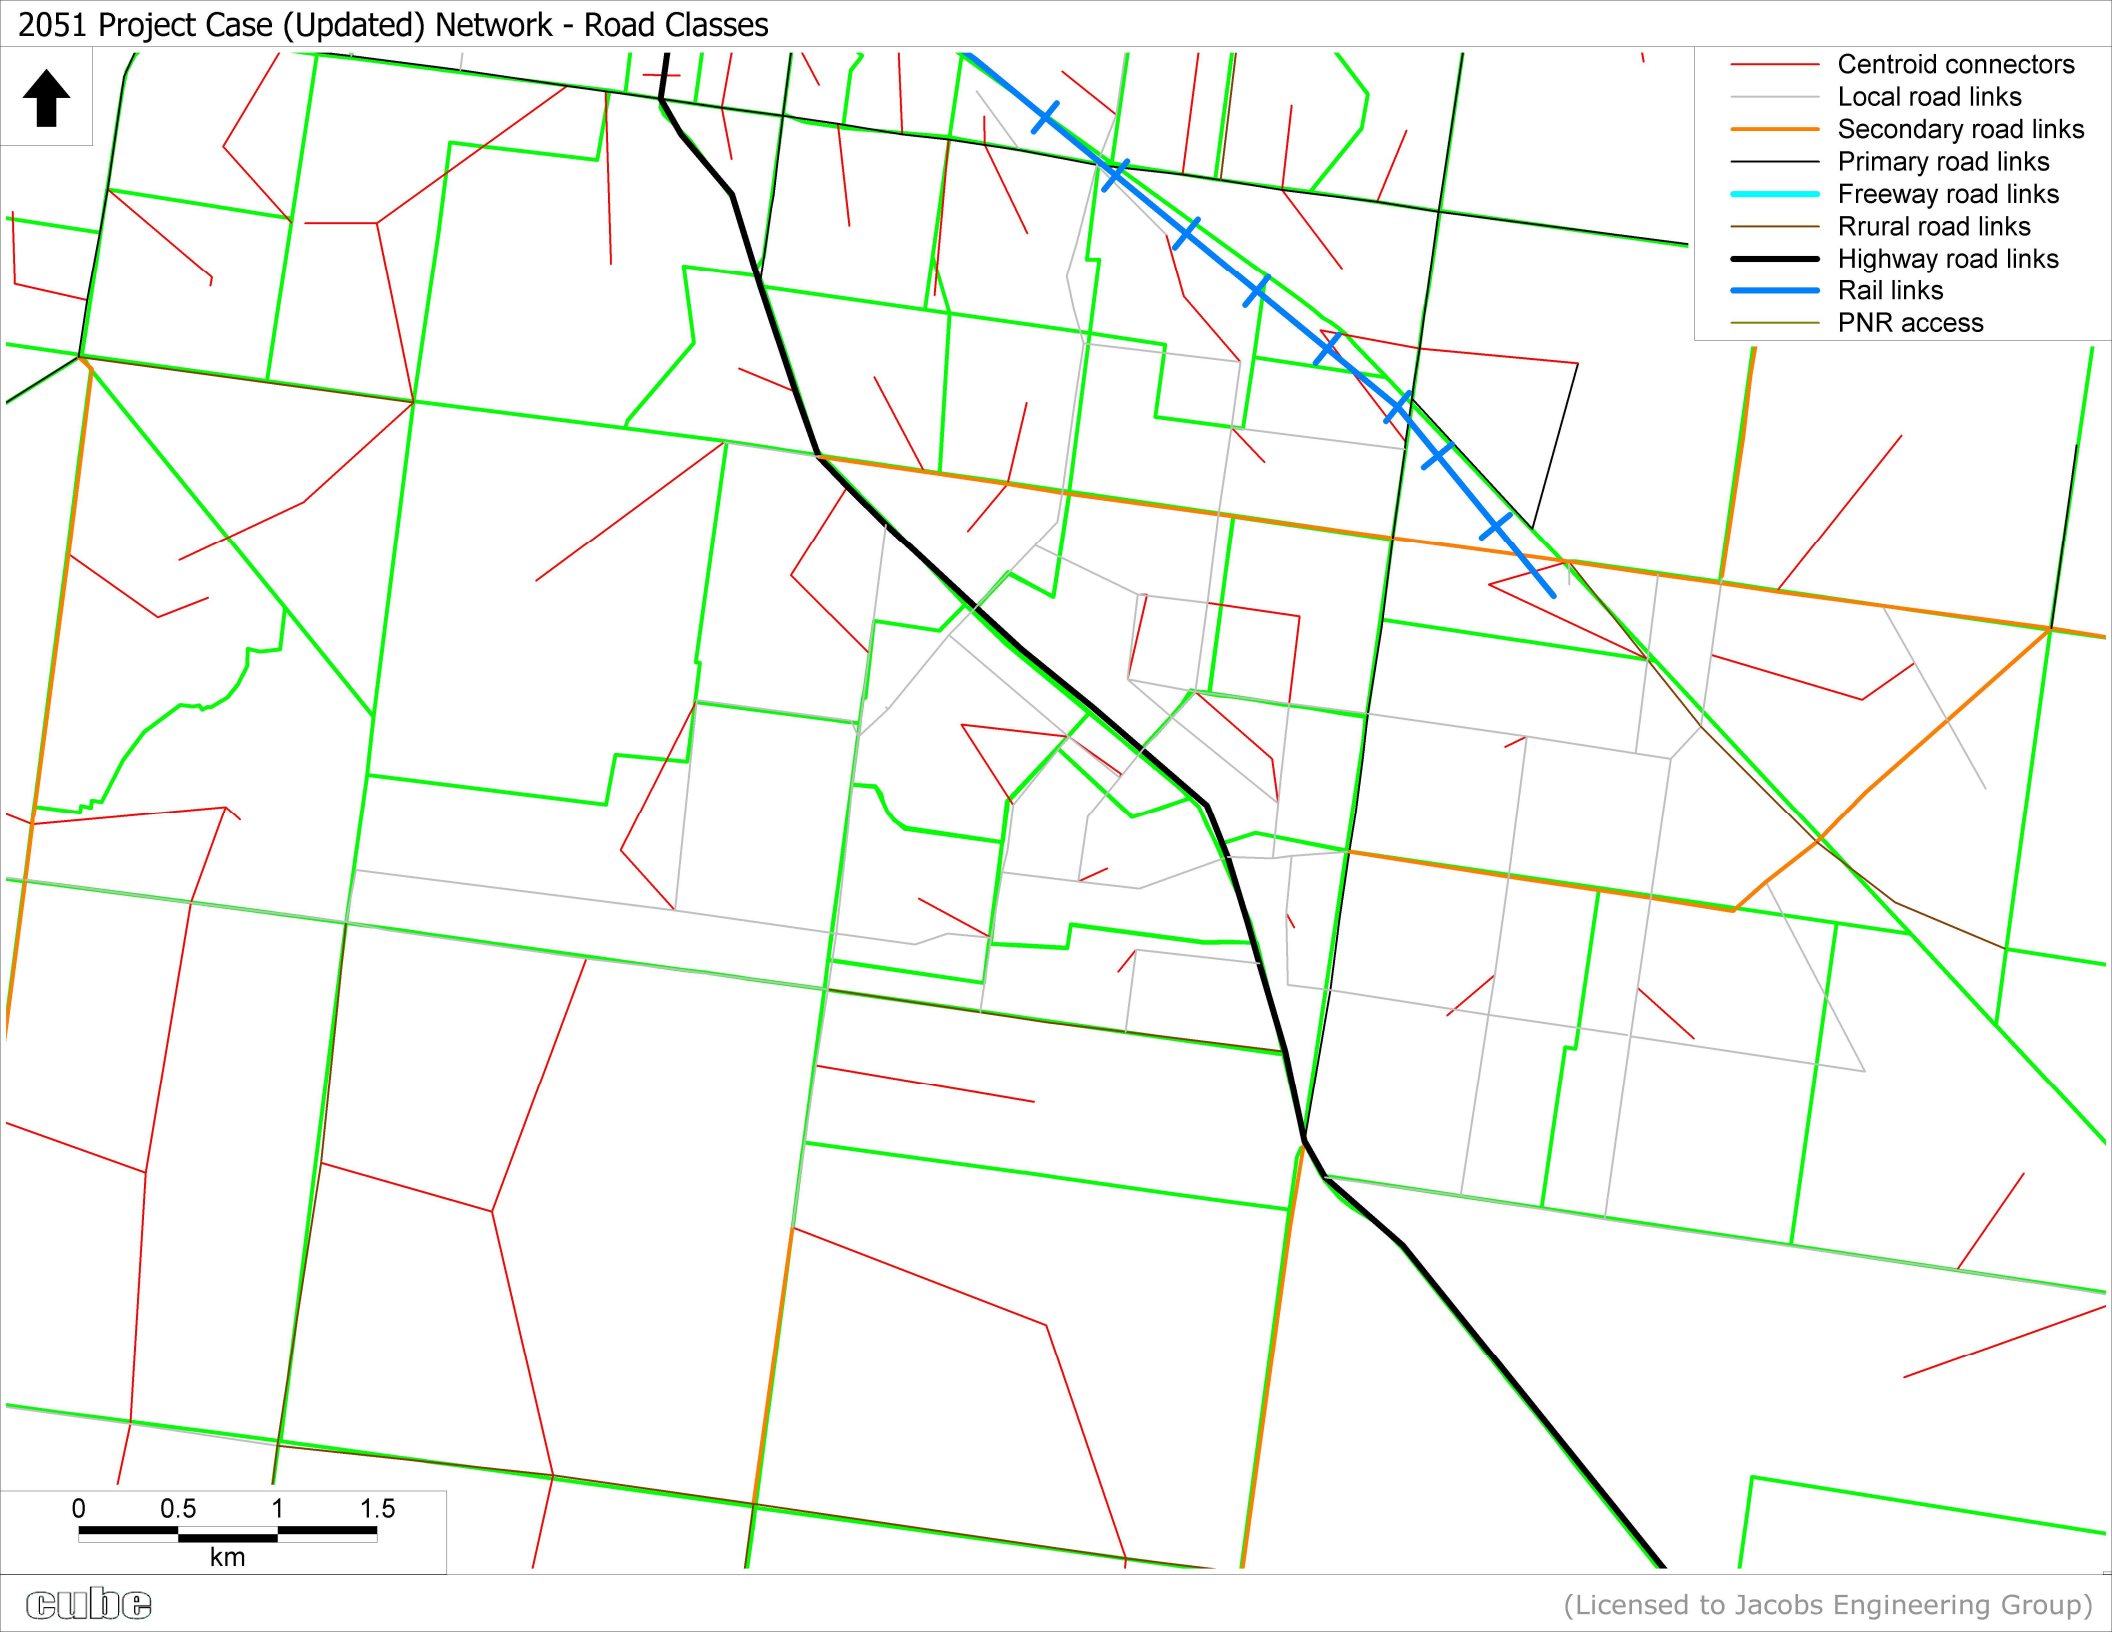 2051 Project Case (Updated) Network - Road Classes
Centroid connectors
Local road links
Secondary road links
Primary road links
Freeway road links
Rrural road links
Highway road links
Rail links
PNR access
0 0.5 1 1.5
km
cube
(Licensed to Jacobs Engineering Group)